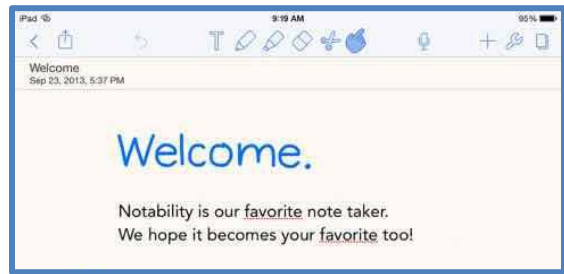 iPad 9:19 AM 95%
T
Welcome
Sep 23, 2013, 5:37 PM
Welcome.
Notability is our favorite note taker.
We hope it becomes your favorite too!